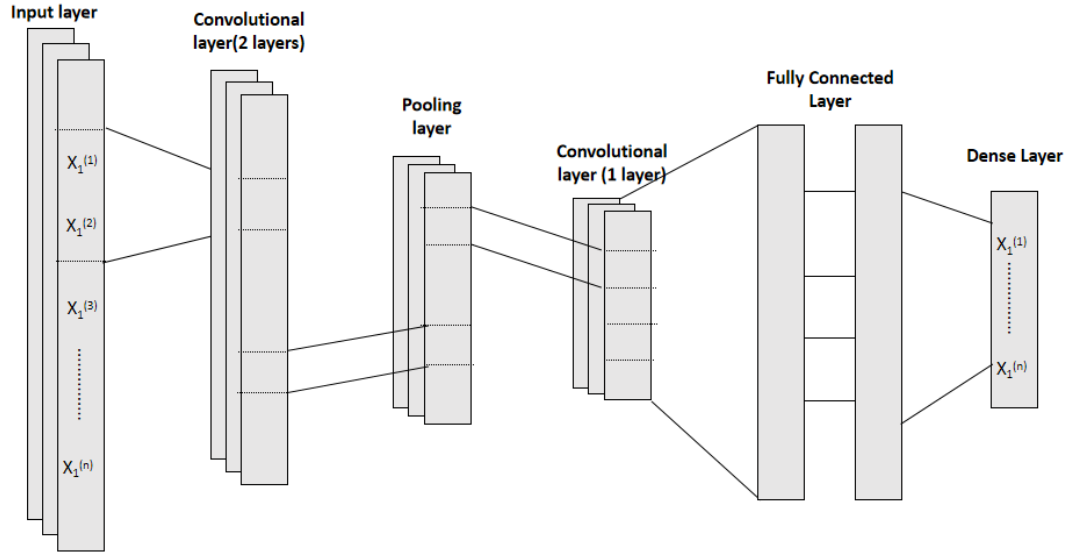 Input layer
Convolutional
layer(2 layers)
Pooling
layer
Convolutional
layer (1 layer)
Fully Connected
Layer
Dense Layer
X₁⁽¹⁾
X₁⁽²⁾
X₁⁽³⁾
X₁⁽ⁿ⁾
X₁⁽¹⁾
X₁⁽ⁿ⁾